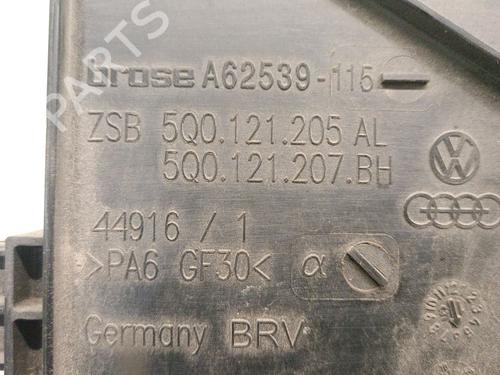 brose A62539-115
ZSB 5Q0.121.205 AL
5Q0.121.207.BH
44916 / 1
>PA6 GF30< α
Germany BRV
PARTS